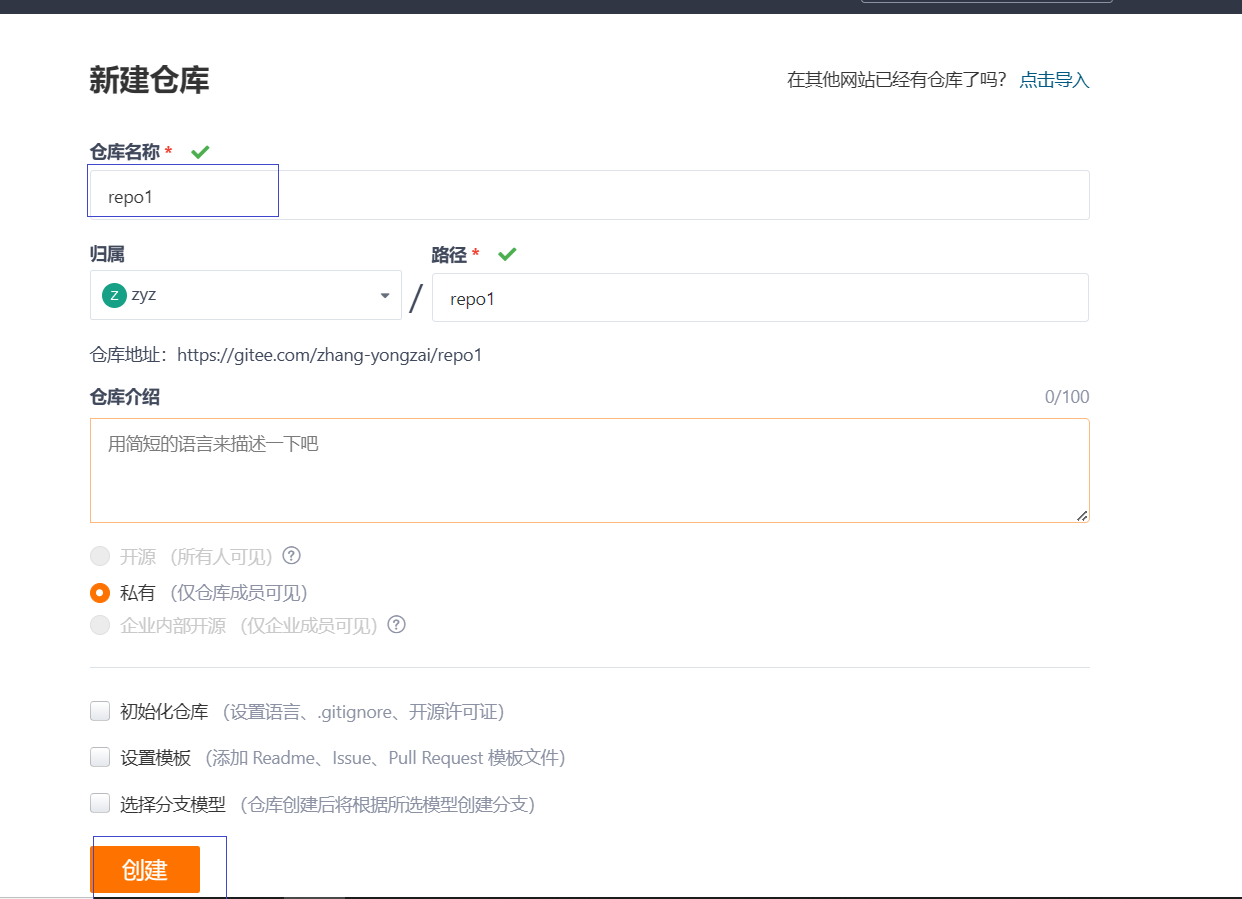 新建仓库
在其他网站已经有仓库了吗？ 点击导入
仓库名称 *
repo1
归属
路径 *
Z zyz
/
repo1
仓库地址：https://gitee.com/zhang-yongzai/repo1
仓库介绍
0/100
用简短的语言来描述一下吧
开源 （所有人可见） ?
私有 （仅仓库成员可见）
企业内部开源 （仅企业成员可见） ?
初始化仓库 （设置语言、.gitignore、开源许可证）
设置模板 （添加 Readme、Issue、Pull Request 模板文件）
选择分支模型 （仓库创建后将根据所选模型创建分支）
创建